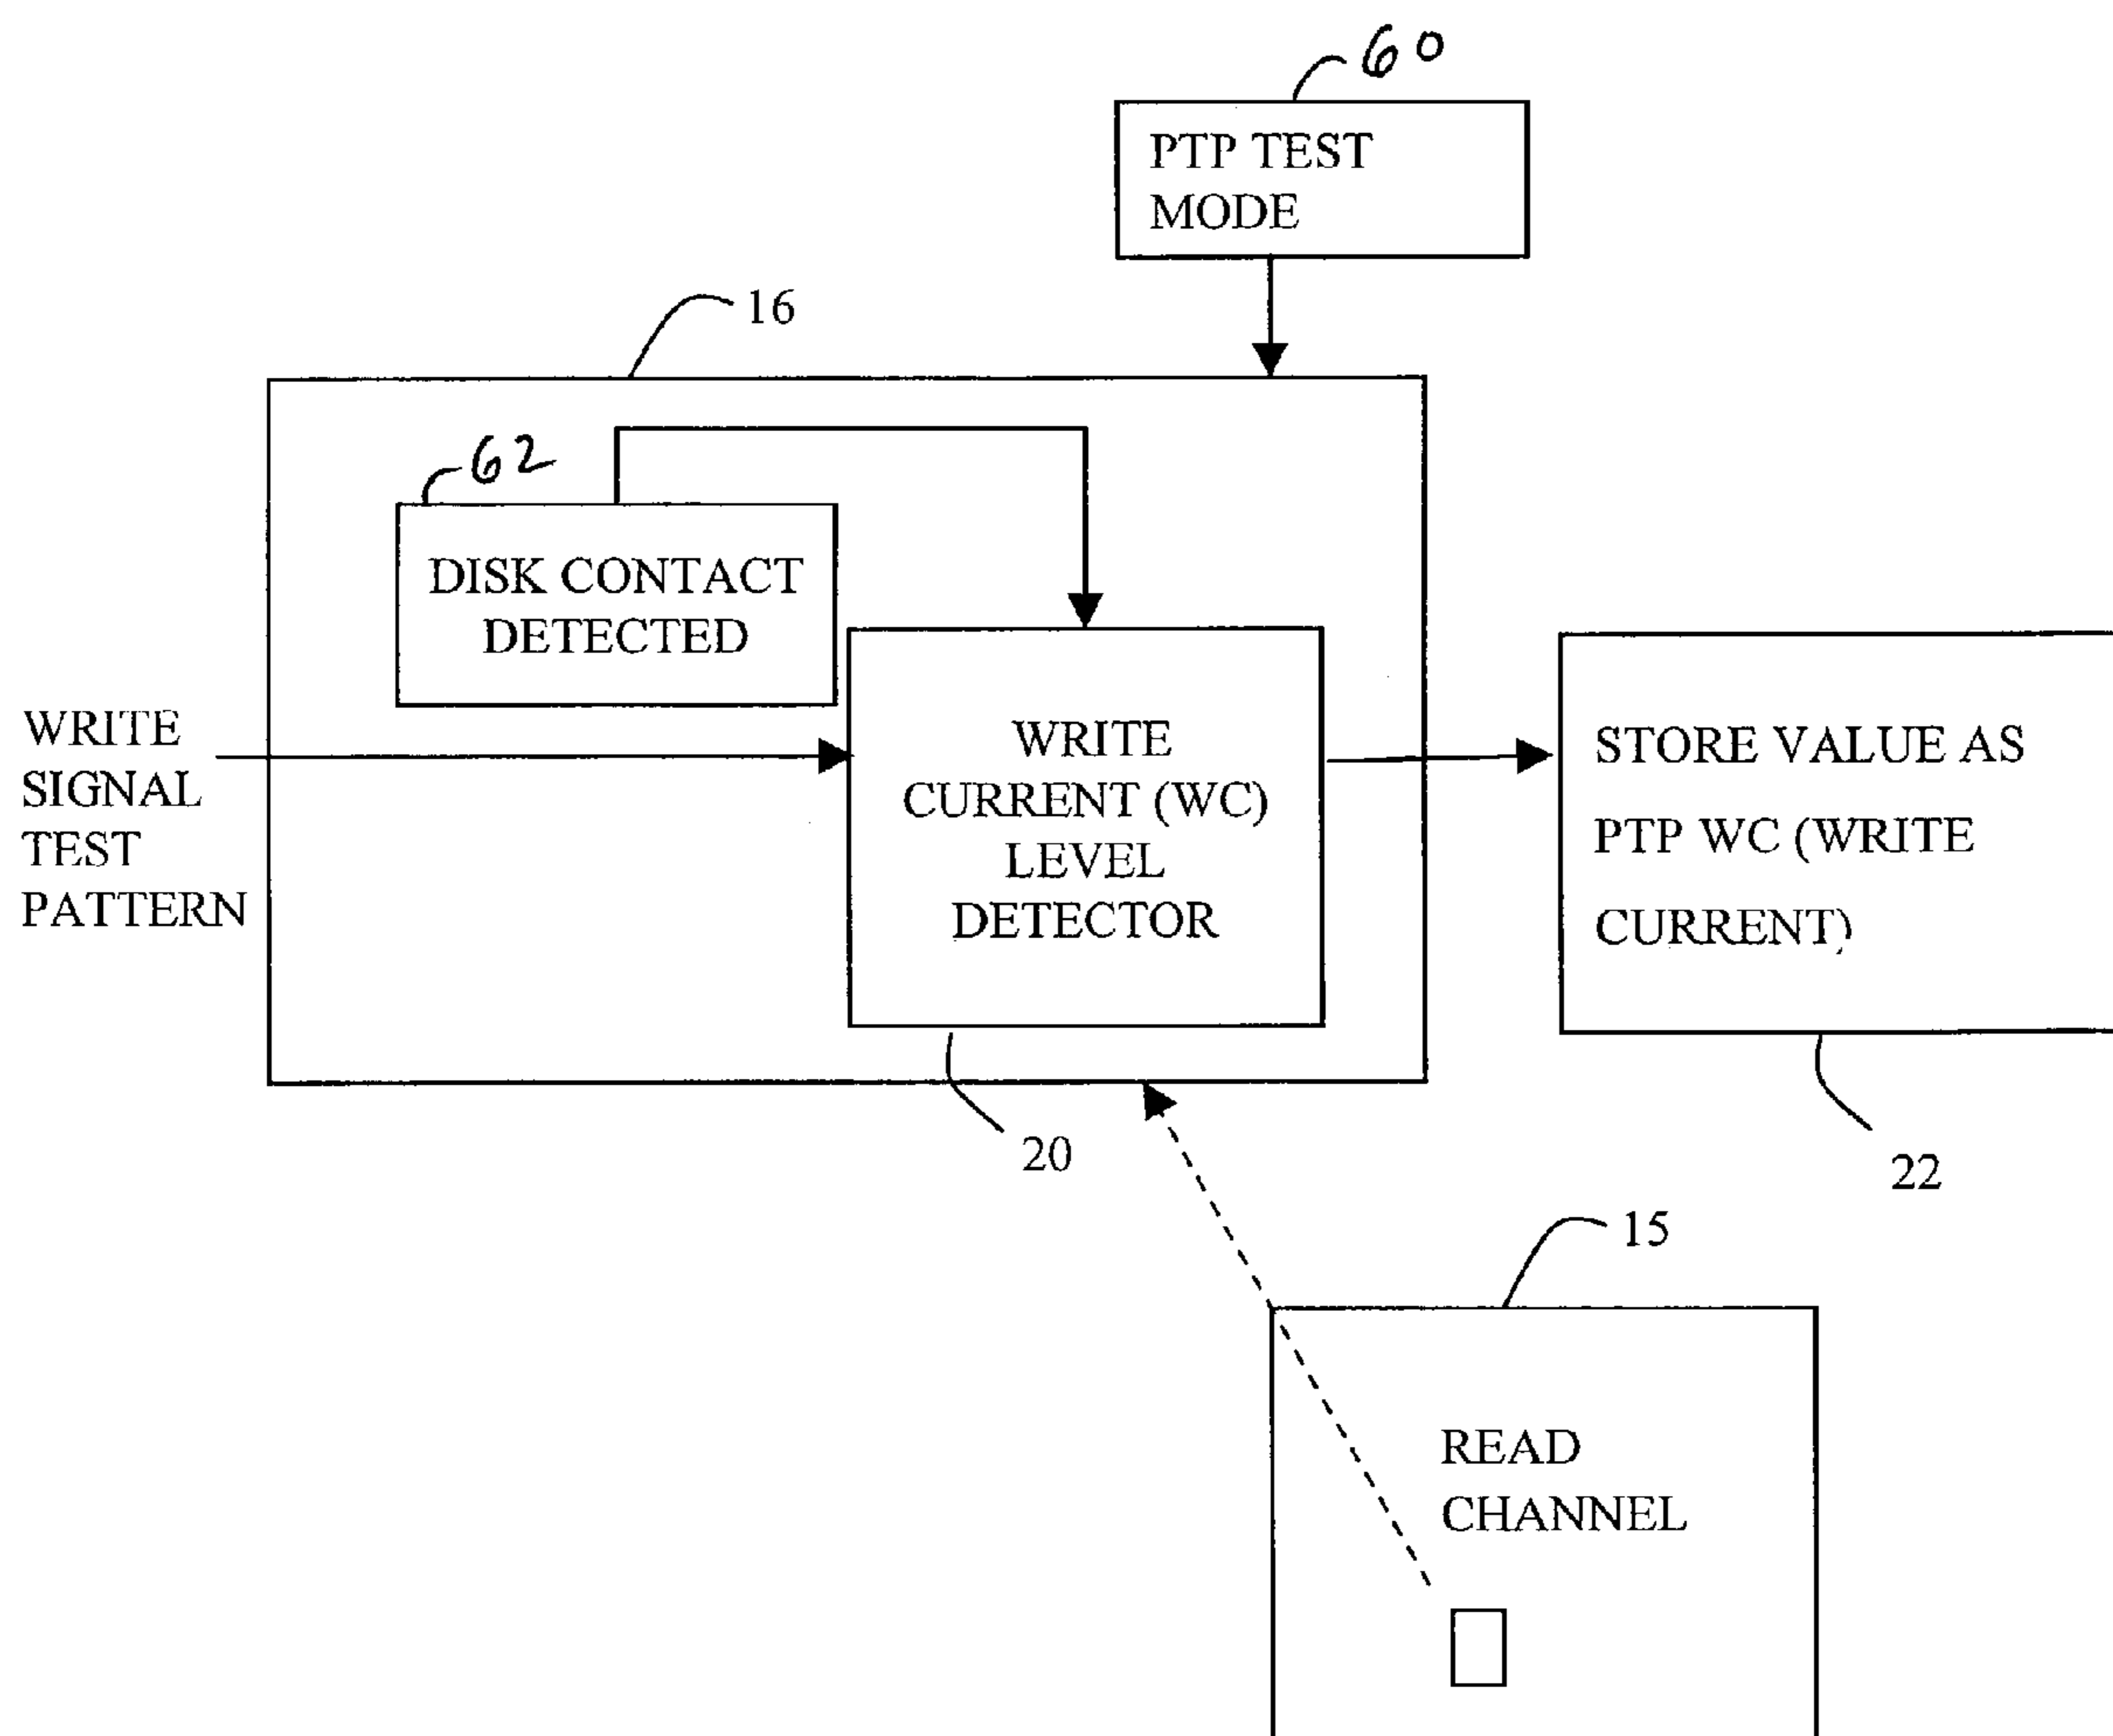 60
PTP TEST
MODE
16
62
DISK CONTACT
DETECTED
WRITE
SIGNAL
TEST
PATTERN
WRITE
CURRENT (WC)
LEVEL
DETECTOR
STORE VALUE AS
PTP WC (WRITE
CURRENT)
20
22
15
READ
CHANNEL